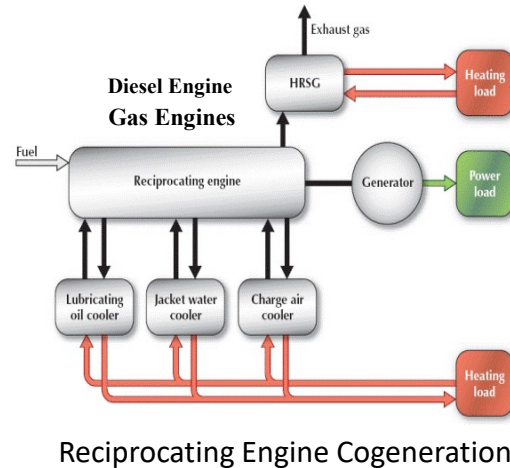 Exhaust gas
Diesel Engine
Gas Engines
HRSG
Heating
load
Fuel
Reciprocating engine
Generator
Power
load
Lubricating
oil cooler
Jacket water
cooler
Charge air
cooler
Heating
load
Reciprocating Engine Cogeneration